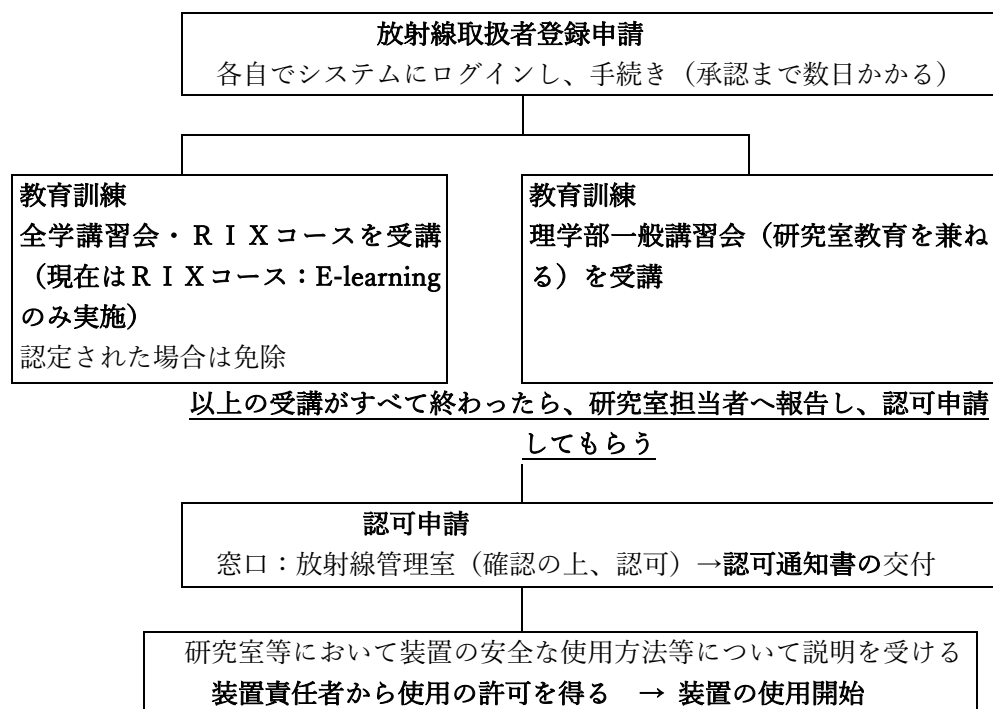 放射線取扱者登録申請
各自でシステムにログインし、手続き（承認まで数日かかる）
教育訓練
全学講習会・ＲＩＸコースを受講
（現在はＲＩＸコース：E-learning
のみ実施）
認定された場合は免除
教育訓練
理学部一般講習会（研究室教育を兼ね
る）を受講
以上の受講がすべて終わったら、研究室担当者へ報告し、認可申請
してもらう
認可申請
窓口：放射線管理室（確認の上、認可）→認可通知書の交付
研究室等において装置の安全な使用方法等について説明を受ける
装置責任者から使用の許可を得る　→ 装置の使用開始